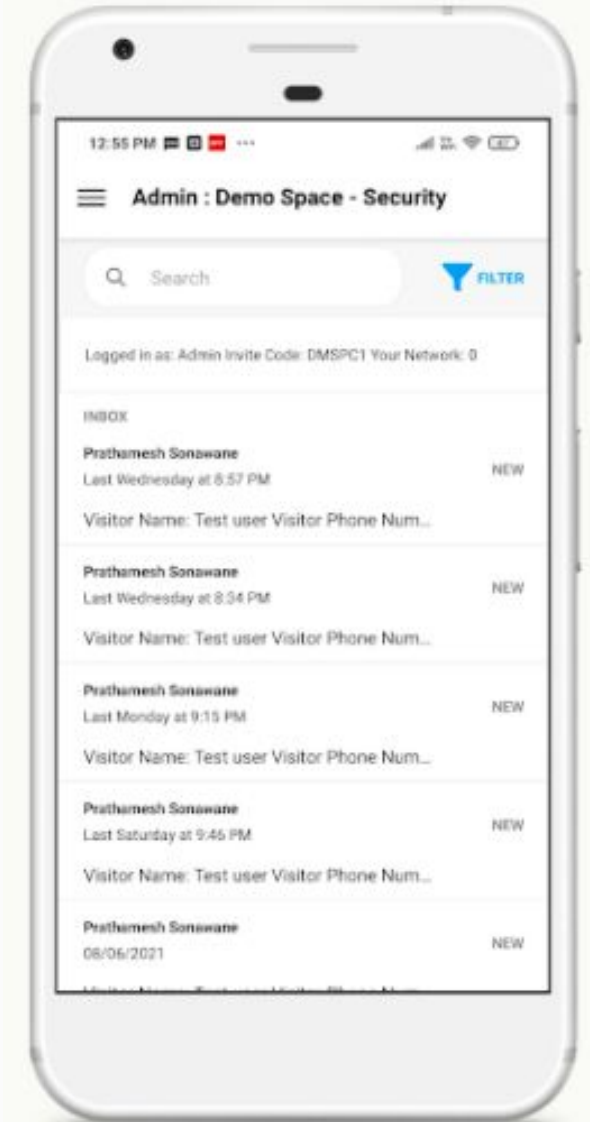 12:55 PM
Admin : Demo Space - Security
Search
FILTER
Logged in as: Admin Invite Code: DMSPC1 Your Network: 0
INBOX
Prathamesh Sonawane
Last Wednesday at 8:57 PM
NEW
Visitor Name: Test user Visitor Phone Num...
Prathamesh Sonawane
Last Wednesday at 8:34 PM
NEW
Visitor Name: Test user Visitor Phone Num...
Prathamesh Sonawane
Last Monday at 9:15 PM
NEW
Visitor Name: Test user Visitor Phone Num...
Prathamesh Sonawane
Last Saturday at 9:46 PM
NEW
Visitor Name: Test user Visitor Phone Num...
Prathamesh Sonawane
08/06/2021
NEW